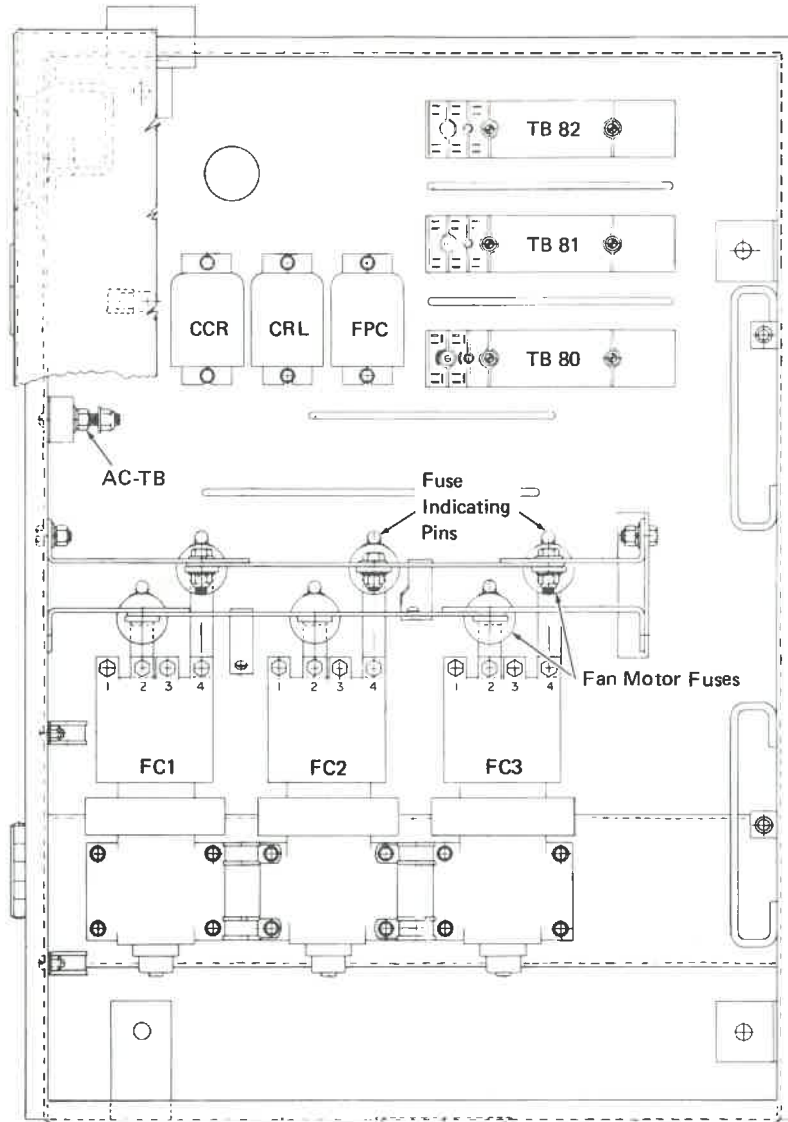 TB 82
TB 81
CCR CRL FPC
TB 80
AC-TB
Fuse
Indicating
Pins
1 2 3 4
1 2 3 4
1 2 3 4
Fan Motor Fuses
FC1
FC2
FC3